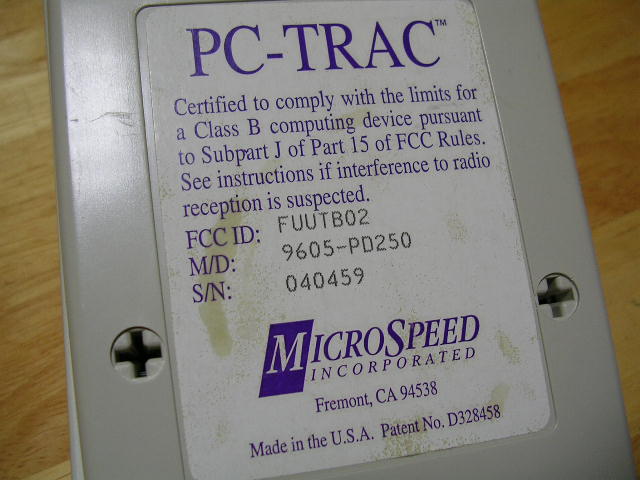 PC-TRAC™
Certified to comply with the limits for
a Class B computing device pursuant
to Subpart J of Part 15 of FCC Rules.
See instructions if interference to radio
reception is suspected.
FCC ID: FUUTB02
M/D: 9605-PD250
S/N: 040459
MICROSPEED
INCORPORATED
Fremont, CA 94538
Made in the U.S.A. Patent No. D328458